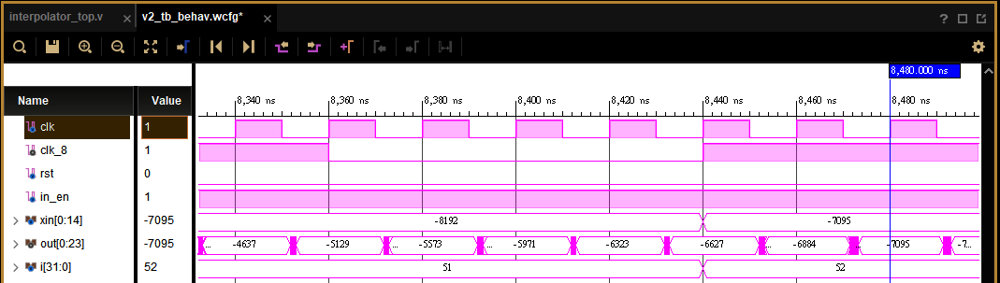 interpolator_top.v × v2_tb_behav.wcfg* × ?
8,480.000 ns
Name Value 8,340 ns 8,360 ns 8,380 ns 8,400 ns 8,420 ns 8,440 ns 8,460 ns 8,480 ns
clk 1
clk_8 1
rst 0
in_en 1
xin[0:14] -7095 -8192 -7095
out[0:23] -7095 ... -4637 -5129 ... -5573 -5971 -6323 -6627 ... -6884 -7095 -7...
i[31:0] 52 51 52